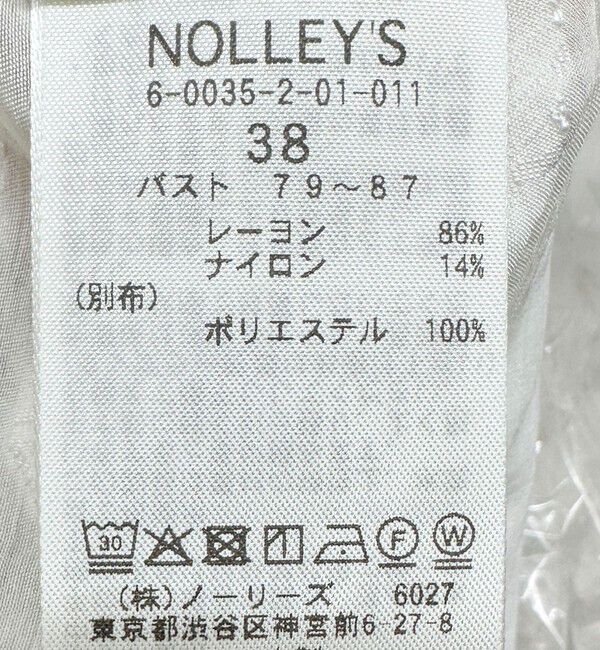 NOLLEY'S
6-0035-2-01-011
38
バスト 79〜87
レーヨン 86%
ナイロン 14%
(別布)
ポリエステル 100%
30 F W
(株)ノーリーズ 6027
東京都渋谷区神宮前6-27-8